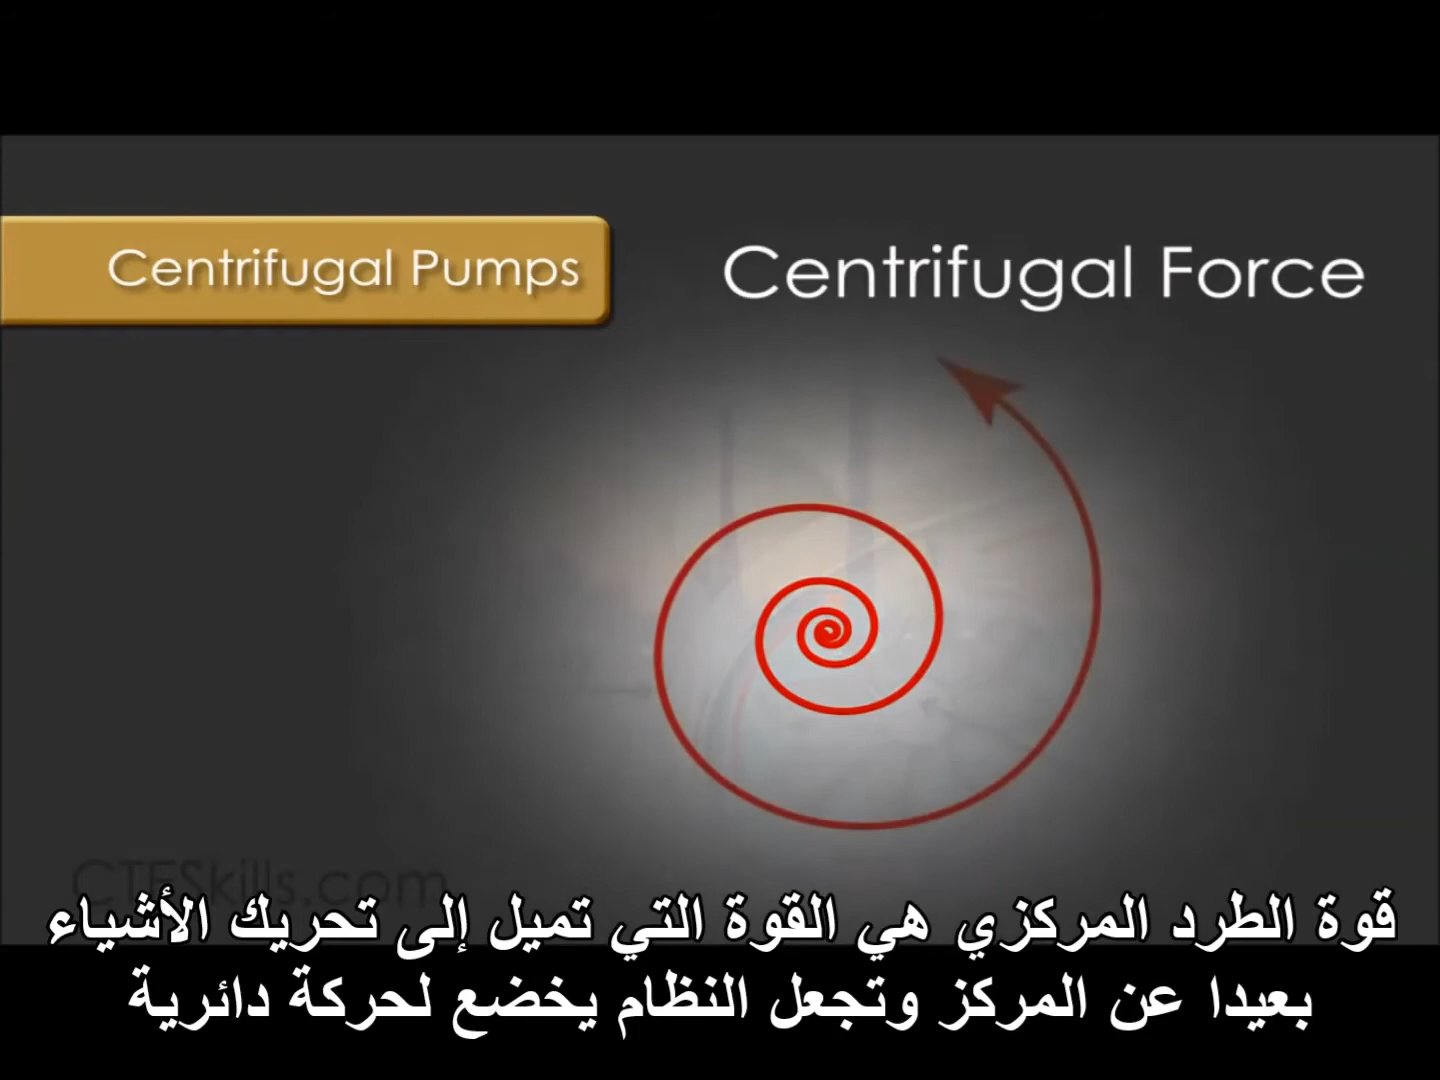 Centrifugal Pumps
Centrifugal Force
CTESkills.com
قوة الطرد المركزي هي القوة التي تميل إلى تحريك الأشياء
بعيدا عن المركز وتجعل النظام يخضع لحركة دائرية